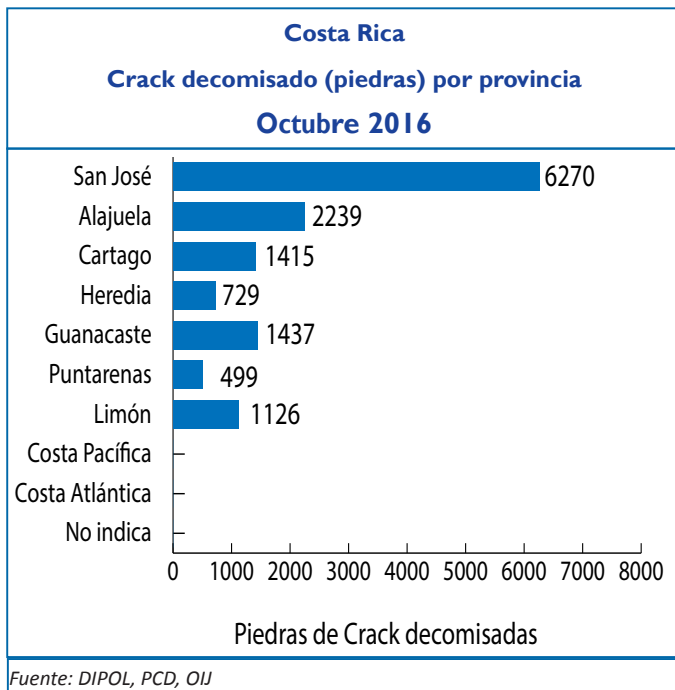 Costa Rica
Crack decomisado (piedras) por provincia
Octubre 2016
San José 6270
Alajuela 2239
Cartago 1415
Heredia 729
Guanacaste 1437
Puntarenas 499
Limón 1126
Costa Pacífica
Costa Atlántica
No indica
0 1000 2000 3000 4000 5000 6000 7000 8000
Piedras de Crack decomisadas
Fuente: DIPOL, PCD, OIJ